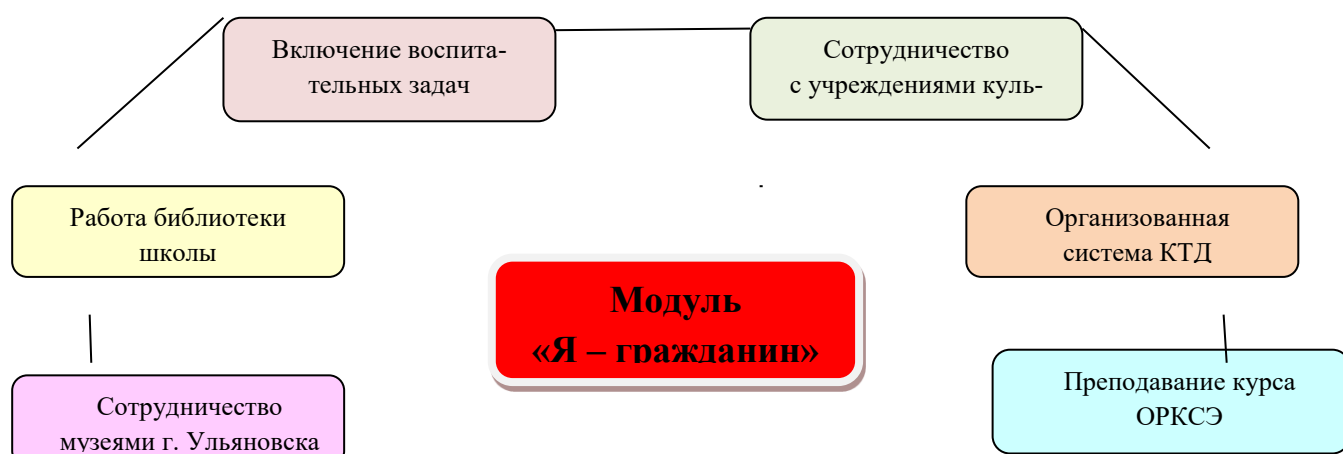 Включение воспита-
тельных задач
Сотрудничество
с учреждениями куль-
Работа библиотеки
школы
Организованная
система КТД
Модуль
«Я – гражданин»
Сотрудничество
музеями г. Ульяновска
Преподавание курса
ОРКСЭ